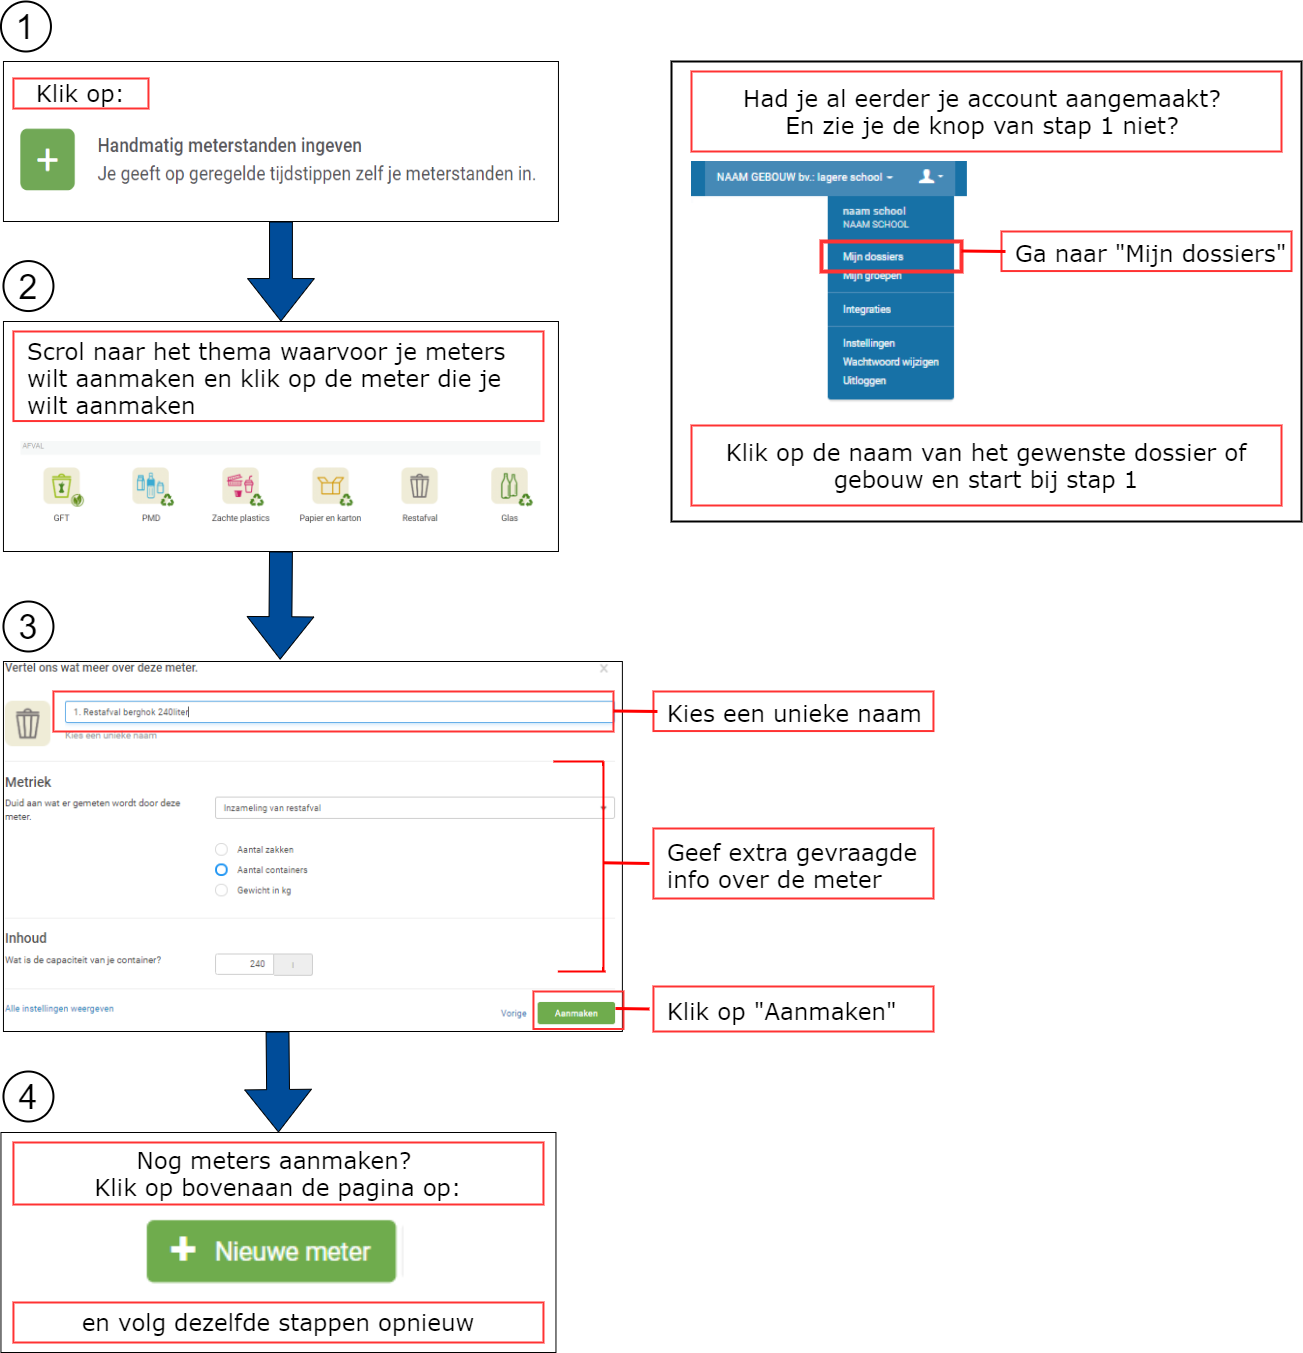 1
Klik op:
Handmatig meterstanden ingeven
Je geeft op geregelde tijdstippen zelf je meterstanden in.
2
Scrol naar het thema waarvoor je meters
wilt aanmaken en klik op de meter die je
wilt aanmaken
AFVAL
GFT
PMD
Zachte plastics
Papier en karton
Restafval
Glas
3
Vertel ons wat meer over deze meter.
1. Restafval berghok 240liter
Kies een unieke naam
Kies een unieke naam
Metriek
Duid aan wat er gemeten wordt door deze
meter.
Inzameling van restafval
Aantal zakken
Aantal containers
Gewicht in kg
Geef extra gevraagde
info over de meter
Inhoud
Wat is de capaciteit van je container?
240 l
Alle instellingen weergeven
Vorige
Aanmaken
Klik op "Aanmaken"
4
Nog meters aanmaken?
Klik op bovenaan de pagina op:
Nieuwe meter
en volg dezelfde stappen opnieuw
Had je al eerder je account aangemaakt?
En zie je de knop van stap 1 niet?
NAAM GEBOUW bv.: lagere school
naam school
NAAM SCHOOL
Mijn dossiers
Mijn groepen
Integraties
Instellingen
Wachtwoord wijzigen
Uitloggen
Ga naar "Mijn dossiers"
Klik op de naam van het gewenste dossier of
gebouw en start bij stap 1